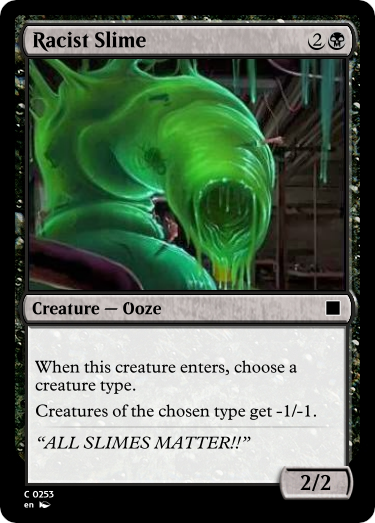 Racist Slime 2
Creature — Ooze
When this creature enters, choose a
creature type.
Creatures of the chosen type get -1/-1.
“ALL SLIMES MATTER!!”
2/2
C 0253
en